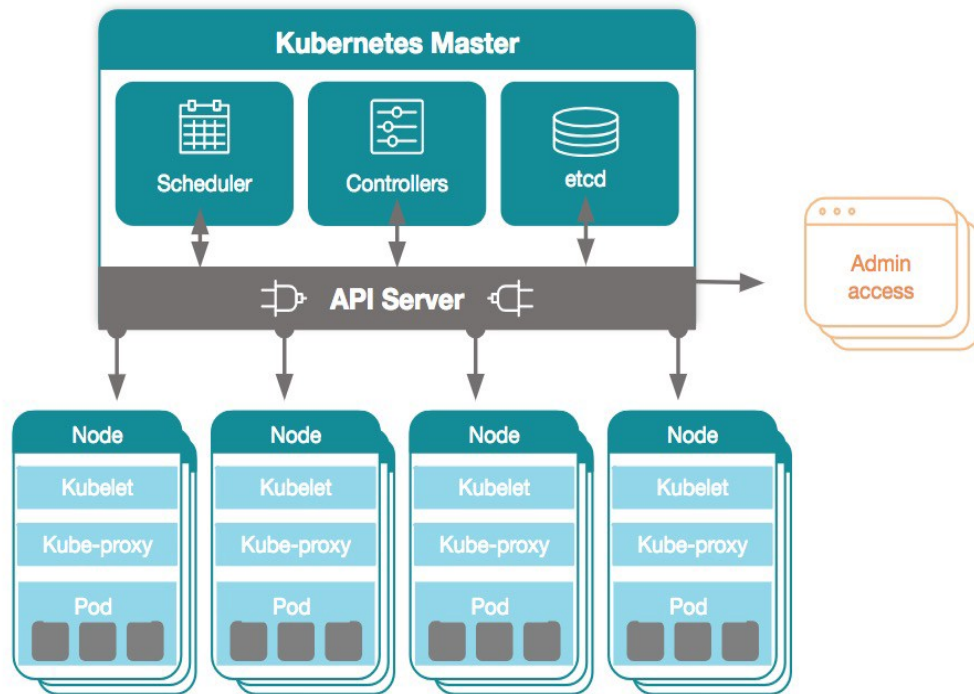 Kubernetes Master
Scheduler
Controllers
etcd
API Server
Admin
access
Node
Kubelet
Kube-proxy
Pod
Node
Kubelet
Kube-proxy
Pod
Node
Kubelet
Kube-proxy
Pod
Node
Kubelet
Kube-proxy
Pod